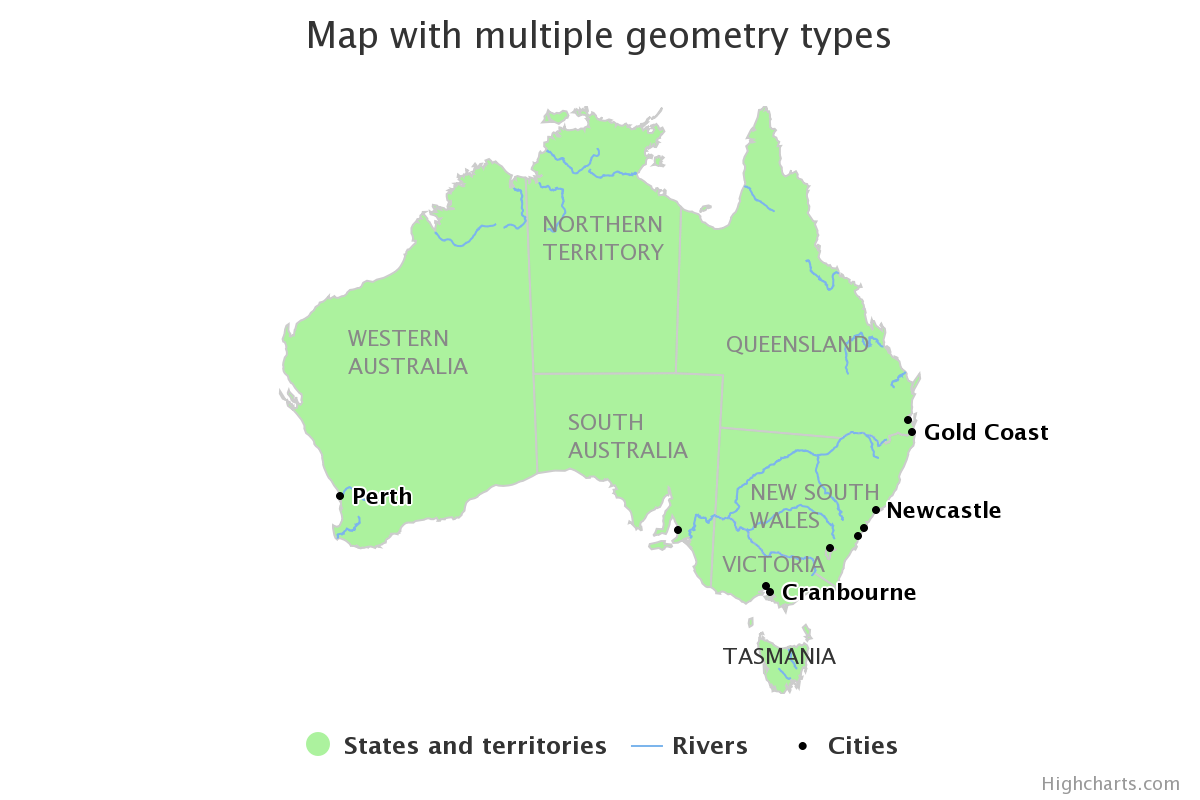 Map with multiple geometry types
NORTHERN
TERRITORY
WESTERN
AUSTRALIA
QUEENSLAND
SOUTH
AUSTRALIA
Gold Coast
NEW SOUTH
WALES
Perth
Newcastle
VICTORIA
Cranbourne
TASMANIA
States and territories
Rivers
Cities
Highcharts.com